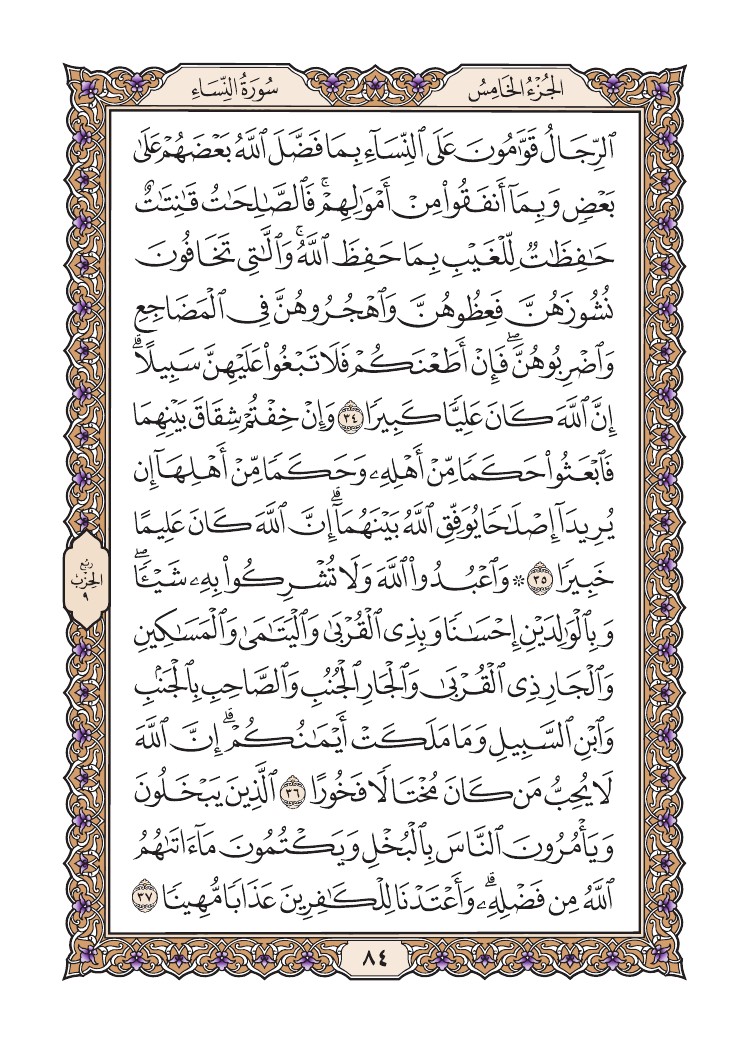 الجُزْءُ الخَامِسُ
سُورَةُ النِّسَاءِ
ٱلرِّجَالُ قَوَّٰمُونَ عَلَى ٱلنِّسَآءِ بِمَا فَضَّلَ ٱللَّهُ بَعْضَهُمْ عَلَىٰ
بَعْضٖ وَبِمَآ أَنفَقُواْ مِنْ أَمْوَٰلِهِمْۚ فَٱلصَّٰلِحَٰتُ قَٰنِتَٰتٌ
حَٰفِظَٰتٞ لِّلْغَيْبِ بِمَا حَفِظَ ٱللَّهُۚ وَٱلَّٰتِي تَخَافُونَ
نُشُوزَهُنَّ فَعِظُوهُنَّ وَٱهْجُرُوهُنَّ فِي ٱلْمَضَاجِعِ
وَٱضْرِبُوهُنَّۖ فَإِنْ أَطَعْنَكُمْ فَلَا تَبْغُواْ عَلَيْهِنَّ سَبِيلًاۗ
إِنَّ ٱللَّهَ كَانَ عَلِيّٗا كَبِيرٗا ٣٤ وَإِنْ خِفْتُمْ شِقَاقَ بَيْنِهِمَا
فَٱبْعَثُواْ حَكَمٗا مِّنْ أَهْلِهِۦ وَحَكَمٗا مِّنْ أَهْلِهَآ إِن
يُرِيدَآ إِصْلَٰحٗا يُوَفِّقِ ٱللَّهُ بَيْنَهُمَآۗ إِنَّ ٱللَّهَ كَانَ عَلِيمًا
خَبِيرٗا ٣٥ ۞ وَٱعْبُدُواْ ٱللَّهَ وَلَا تُشْرِكُواْ بِهِۦ شَيْـٔٗاۖ
وَبِٱلْوَٰلِدَيْنِ إِحْسَٰنٗا وَبِذِي ٱلْقُرْبَىٰ وَٱلْيَتَٰمَىٰ وَٱلْمَسَٰكِينِ
وَٱلْجَارِ ذِي ٱلْقُرْبَىٰ وَٱلْجَارِ ٱلْجُنُبِ وَٱلصَّاحِبِ بِٱلْجَنۢبِ
وَٱبْنِ ٱلسَّبِيلِ وَمَا مَلَكَتْ أَيْمَٰنُكُمْۗ إِنَّ ٱللَّهَ
لَا يُحِبُّ مَن كَانَ مُخْتَالٗا فَخُورًا ٣٦ ٱلَّذِينَ يَبْخَلُونَ
وَيَأْمُرُونَ ٱلنَّاسَ بِٱلْبُخْلِ وَيَكْتُمُونَ مَآ ءَاتَىٰهُمُ
ٱللَّهُ مِن فَضْلِهِۦۗ وَأَعْتَدْنَا لِلْكَٰفِرِينَ عَذَابٗا مُّهِينٗا ٣٧
رُبْع
الحِزْب
٩
٨٤